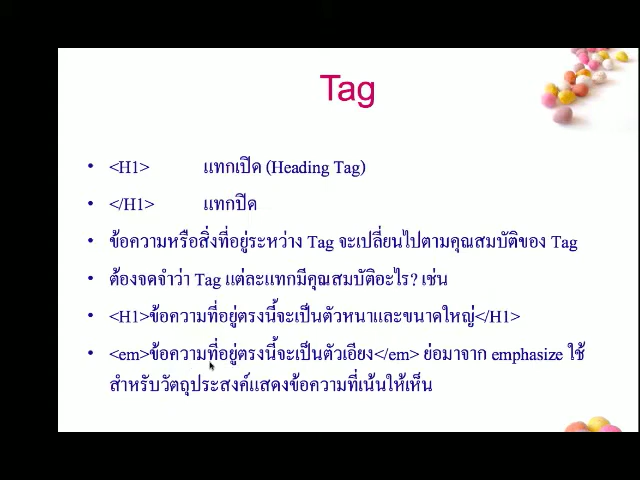 Tag
• <H1> แทกเปิด (Heading Tag)
• </H1> แทกปิด
• ข้อความหรือสิ่งที่อยู่ระหว่าง Tag จะเปลี่ยนไปตามคุณสมบัติของ Tag
• ต้องจดจำว่า Tag แต่ละแทกมีคุณสมบัติอะไร? เช่น
• <H1>ข้อความที่อยู่ตรงนี้จะเป็นตัวหนาและขนาดใหญ่</H1>
• <em>ข้อความที่อยู่ตรงนี้จะเป็นตัวเอียง</em> ย่อมาจาก emphasize ใช้
สำหรับวัตถุประสงค์แสดงข้อความที่เน้นให้เห็น